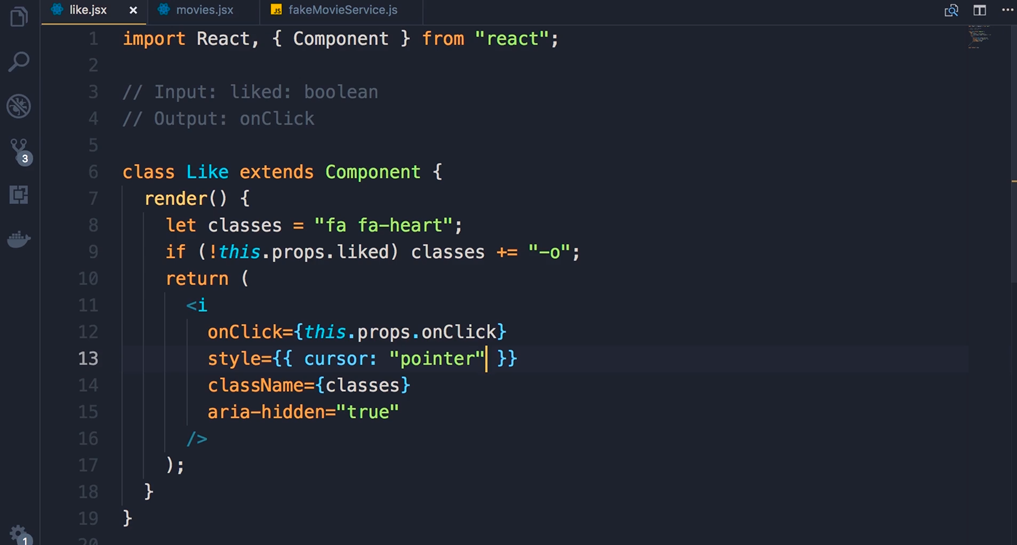 like.jsx × movies.jsx JS fakeMovieService.js
1 import React, { Component } from "react";
2
3 // Input: liked: boolean
4 // Output: onClick
5
6 class Like extends Component {
7 render() {
8 let classes = "fa fa-heart";
9 if (!this.props.liked) classes += "-o";
10 return (
11 <i
12 onClick={this.props.onClick}
13 style={{ cursor: "pointer" }}
14 className={classes}
15 aria-hidden="true"
16 />
17 );
18 }
19 }
20
3
1